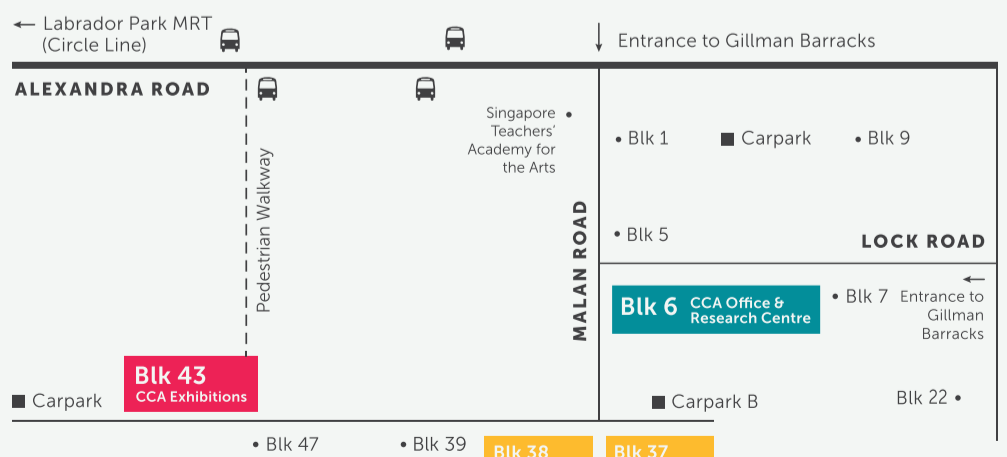 ← Labrador Park MRT
(Circle Line)
Entrance to Gillman Barracks
ALEXANDRA ROAD
Singapore
Teachers’
Academy for
the Arts
Pedestrian Walkway
MALAN ROAD
Blk 1
Carpark
Blk 9
Blk 5
LOCK ROAD
Blk 6 CCA Office &
Research Centre
Blk 7
Entrance to
Gillman
Barracks
Blk 43
CCA Exhibitions
Carpark
Carpark B
Blk 22
Blk 47
Blk 39
Blk 38
Blk 37